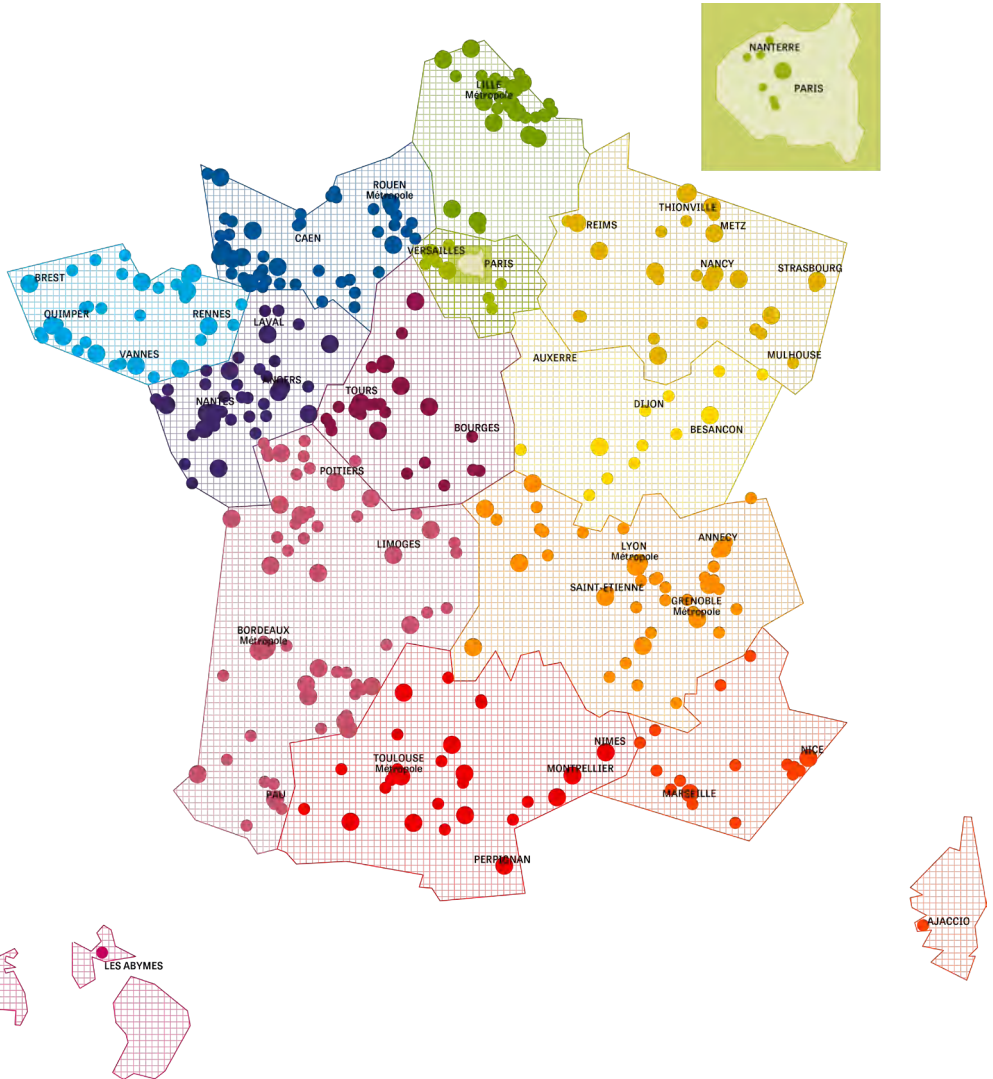 NANTERRE
PARIS
LILLE
Métropole
ROUEN
Métropole
CAEN
THIONVILLE
REIMS
METZ
VERSAILLES
PARIS
NANCY
STRASBOURG
BREST
QUIMPER
RENNES
LAVAL
VANNES
AUXERRE
MULHOUSE
ANGERS
TOURS
NANTES
DIJON
BOURGES
BESANCON
POITIERS
LIMOGES
LYON
Métropole
ANNECY
SAINT-ETIENNE
GRENOBLE
Métropole
BORDEAUX
Métropole
NIMES
NICE
TOULOUSE
Métropole
MONTPELLIER
PAU
MARSEILLE
PERPIGNAN
AJACCIO
LES ABYMES